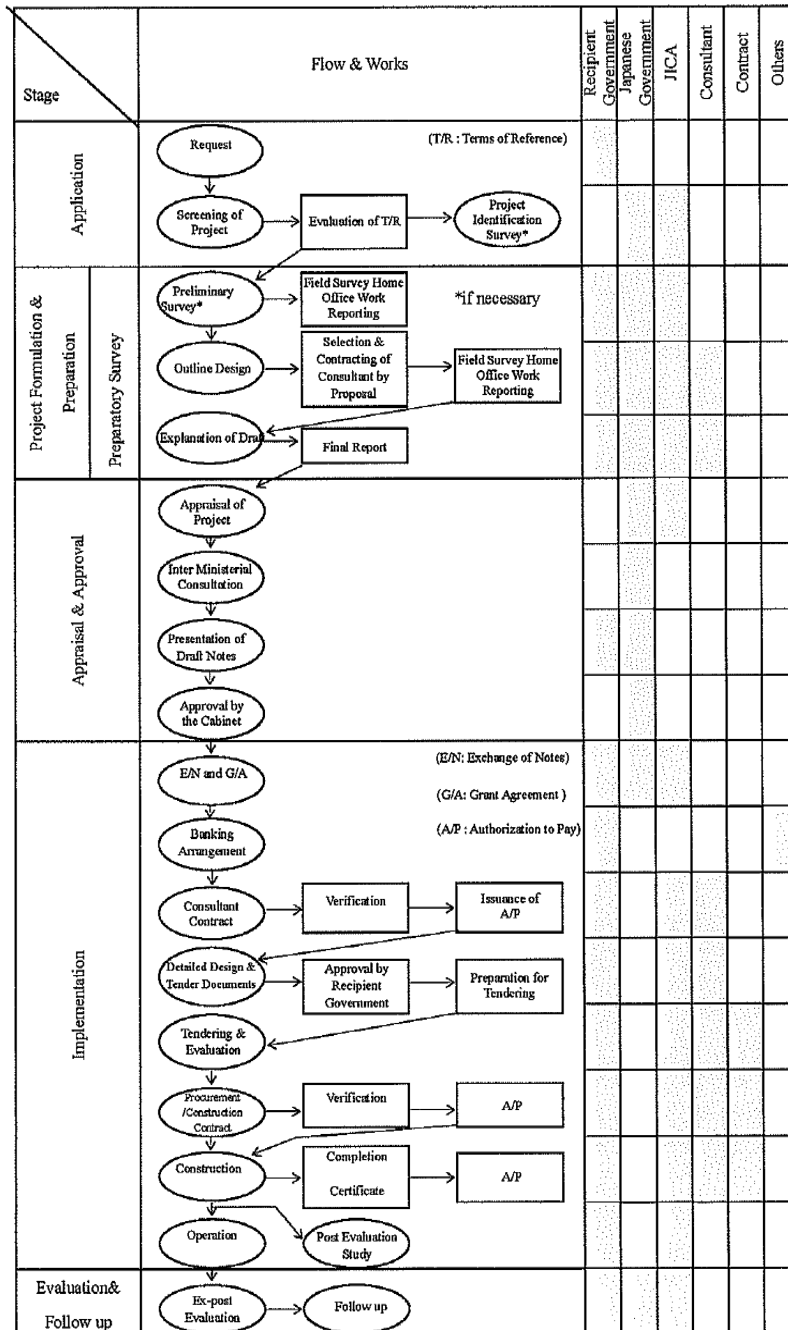 Stage
Flow & Works
Recipient
Government
Japanese
Government
JICA
Consultant
Contract
Others
Application
Request
(T/R : Terms of Reference)
Screening of
Project
Evaluation of T/R
Project
Identification
Survey*
Project Formulation &
Preparation
Preparatory Survey
Preliminary
Survey*
Field Survey Home
Office Work
Reporting
*if necessary
Outline Design
Selection &
Contracting of
Consultant by
Proposal
Field Survey Home
Office Work
Reporting
Explanation of Draft
Final Report
Appraisal & Approval
Appraisal of
Project
Inter Ministerial
Consultation
Presentation of
Draft Notes
Approval by
the Cabinet
Implementation
E/N and G/A
(E/N: Exchange of Notes)
(G/A: Grant Agreement )
(A/P : Authorization to Pay)
Banking
Arrangement
Consultant
Contract
Verification
Issuance of
A/P
Detailed Design &
Tender Documents
Approval by
Recipient
Government
Preparation for
Tendering
Tendering &
Evaluation
Procurement
/Construction
Contract
Verification
A/P
Construction
Completion
Certificate
A/P
Operation
Post Evaluation
Study
Evaluation&
Follow up
Ex-post
Evaluation
Follow up